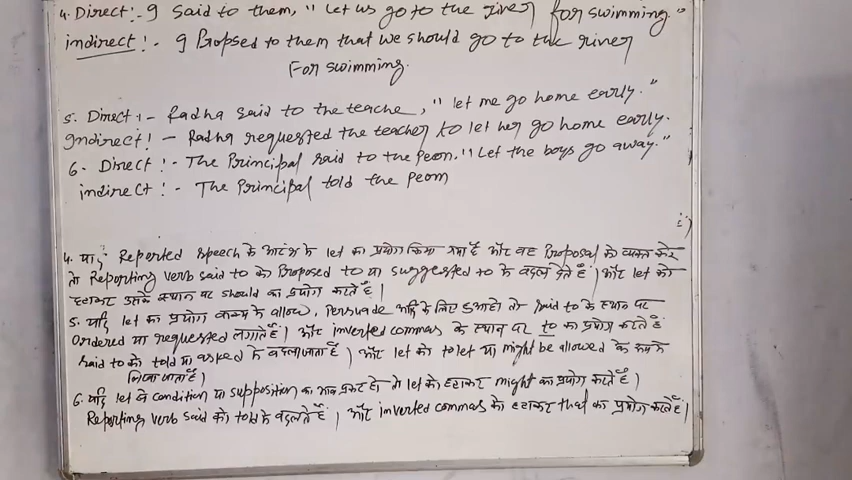 4. Direct:- I said to them, "Let us go to the river for swimming."
indirect:- I Propsed to them that we should go to the river
For swimming.
5. Direct:- Radha said to the teache, "let me go home early."
Indirect:- Radha requested the teacher to let her go home early.
6. Direct:- The Principal said to the Peon, "Let the boys go away."
indirect:- The Principal told the Peom
4. यदि Reported speech के आरंभ में let का प्रयोग किया गया है और वह Proposal को व्यक्त करे
तो Reporting verb said to को Proposed to या suggested to में बदल देते हैं। और let को
हटाकर उसके स्थान पर should का प्रयोग करते हैं।
5. यदि let का प्रयोग वाक्य में allow, Persuade आदि के लिए हुआ हो तो said to के स्थान पर
ordered या requested लगाते हैं। और inverted commas के स्थान पर to का प्रयोग करते हैं
said to को told या asked में बदला जाता है। और let को to let या might be allowed के रूप में
लिखा जाता है।
6. यदि let से condition या supposition का भाव प्रकट हो तो let को हटाकर might का प्रयोग करते हैं।
Reporting verb said को told में बदलते हैं। और inverted commas को हटाकर that का प्रयोग करते हैं।